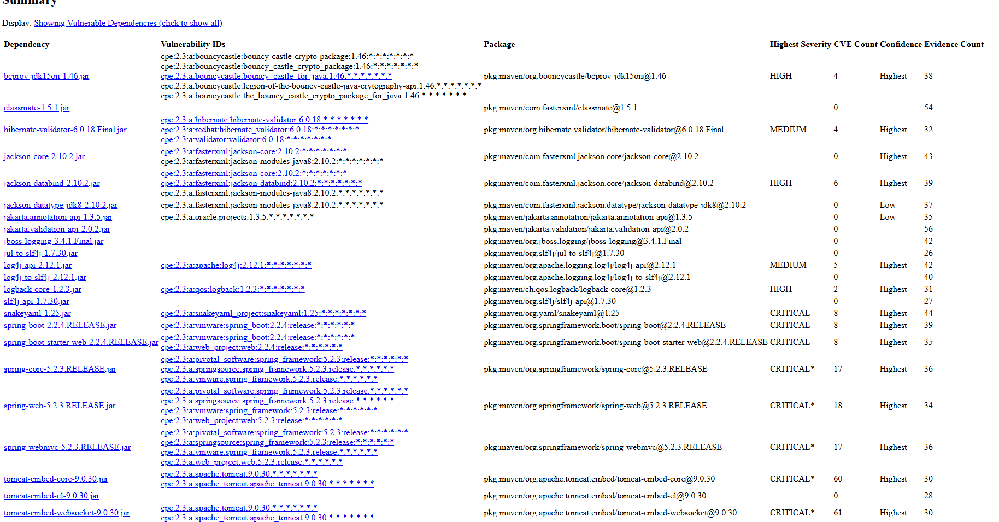 Summary
Display: Showing Vulnerable Dependencies (click to show all)
Dependency Vulnerability IDs Package Highest Severity CVE Count Confidence Evidence Count
cpe:2.3:a:bouncycastle:bouncy-castle-crypto-package:1.46:*:*:*:*:*:*:*
cpe:2.3:a:bouncycastle:bouncy_castle_crypto_package:1.46:*:*:*:*:*:*:*
bcprov-jdk15on-1.46.jar cpe:2.3:a:bouncycastle:bouncy_castle_for_java:1.46:*:*:*:*:*:*:* pkg:maven/org.bouncycastle/bcprov-jdk15on@1.46 HIGH 4 Highest 38
cpe:2.3:a:bouncycastle:legion-of-the-bouncy-castle-java-crytography-api:1.46:*:*:*:*:*:*:*
cpe:2.3:a:bouncycastle:the_bouncy_castle_crypto_package_for_java:1.46:*:*:*:*:*:*:*
classmate-1.5.1.jar pkg:maven/com.fasterxml/classmate@1.5.1 0 54
cpe:2.3:a:hibernate:hibernate-validator:6.0.18:*:*:*:*:*:*:*
hibernate-validator-6.0.18.Final.jar cpe:2.3:a:redhat:hibernate_validator:6.0.18:*:*:*:*:*:*:* pkg:maven/org.hibernate.validator/hibernate-validator@6.0.18.Final MEDIUM 4 Highest 32
cpe:2.3:a:validator:validator:6.0.18:*:*:*:*:*:*:*
cpe:2.3:a:fasterxml:jackson-core:2.10.2:*:*:*:*:*:*:*
jackson-core-2.10.2.jar pkg:maven/com.fasterxml.jackson.core/jackson-core@2.10.2 0 Highest 43
cpe:2.3:a:fasterxml:jackson-modules-java8:2.10.2:*:*:*:*:*:*:*
cpe:2.3:a:fasterxml:jackson-core:2.10.2:*:*:*:*:*:*:*
jackson-databind-2.10.2.jar cpe:2.3:a:fasterxml:jackson-databind:2.10.2:*:*:*:*:*:*:* pkg:maven/com.fasterxml.jackson.core/jackson-databind@2.10.2 HIGH 6 Highest 39
cpe:2.3:a:fasterxml:jackson-modules-java8:2.10.2:*:*:*:*:*:*:*
jackson-datatype-jdk8-2.10.2.jar cpe:2.3:a:fasterxml:jackson-modules-java8:2.10.2:*:*:*:*:*:*:* pkg:maven/com.fasterxml.jackson.datatype/jackson-datatype-jdk8@2.10.2 0 Low 37
jakarta.annotation-api-1.3.5.jar cpe:2.3:a:oracle:projects:1.3.5:*:*:*:*:*:*:* pkg:maven/jakarta.annotation/jakarta.annotation-api@1.3.5 0 Low 35
jakarta.validation-api-2.0.2.jar pkg:maven/jakarta.validation/jakarta.validation-api@2.0.2 0 56
jboss-logging-3.4.1.Final.jar pkg:maven/org.jboss.logging/jboss-logging@3.4.1.Final 0 42
jul-to-slf4j-1.7.30.jar pkg:maven/org.slf4j/jul-to-slf4j@1.7.30 0 26
log4j-api-2.12.1.jar cpe:2.3:a:apache:log4j:2.12.1:*:*:*:*:*:*:* pkg:maven/org.apache.logging.log4j/log4j-api@2.12.1 MEDIUM 5 Highest 42
log4j-to-slf4j-2.12.1.jar pkg:maven/org.apache.logging.log4j/log4j-to-slf4j@2.12.1 0 40
logback-core-1.2.3.jar cpe:2.3:a:qos:logback:1.2.3:*:*:*:*:*:*:* pkg:maven/ch.qos.logback/logback-core@1.2.3 HIGH 2 Highest 31
slf4j-api-1.7.30.jar pkg:maven/org.slf4j/slf4j-api@1.7.30 0 27
snakeyaml-1.25.jar cpe:2.3:a:snakeyaml_project:snakeyaml:1.25:*:*:*:*:*:*:* pkg:maven/org.yaml/snakeyaml@1.25 CRITICAL 8 Highest 44
spring-boot-2.2.4.RELEASE.jar cpe:2.3:a:vmware:spring_boot:2.2.4:release:*:*:*:*:*:* pkg:maven/org.springframework.boot/spring-boot@2.2.4.RELEASE CRITICAL 8 Highest 39
cpe:2.3:a:vmware:spring_boot:2.2.4:release:*:*:*:*:*:*
spring-boot-starter-web-2.2.4.RELEASE.jar pkg:maven/org.springframework.boot/spring-boot-starter-web@2.2.4.RELEASE CRITICAL 8 Highest 35
cpe:2.3:a:web_project:web:2.2.4:release:*:*:*:*:*:*
cpe:2.3:a:pivotal_software:spring_framework:5.2.3:release:*:*:*:*:*:*
spring-core-5.2.3.RELEASE.jar cpe:2.3:a:springsource:spring_framework:5.2.3:release:*:*:*:*:*:* pkg:maven/org.springframework/spring-core@5.2.3.RELEASE CRITICAL* 17 Highest 36
cpe:2.3:a:vmware:spring_framework:5.2.3:release:*:*:*:*:*:*
cpe:2.3:a:pivotal_software:spring_framework:5.2.3:release:*:*:*:*:*:*
cpe:2.3:a:springsource:spring_framework:5.2.3:release:*:*:*:*:*:*
spring-web-5.2.3.RELEASE.jar pkg:maven/org.springframework/spring-web@5.2.3.RELEASE CRITICAL* 18 Highest 34
cpe:2.3:a:vmware:spring_framework:5.2.3:release:*:*:*:*:*:*
cpe:2.3:a:web_project:web:5.2.3:release:*:*:*:*:*:*
cpe:2.3:a:pivotal_software:spring_framework:5.2.3:release:*:*:*:*:*:*
cpe:2.3:a:springsource:spring_framework:5.2.3:release:*:*:*:*:*:*
spring-webmvc-5.2.3.RELEASE.jar pkg:maven/org.springframework/spring-webmvc@5.2.3.RELEASE CRITICAL* 17 Highest 36
cpe:2.3:a:vmware:spring_framework:5.2.3:release:*:*:*:*:*:*
cpe:2.3:a:web_project:web:5.2.3:release:*:*:*:*:*:*
cpe:2.3:a:apache:tomcat:9.0.30:*:*:*:*:*:*:*
tomcat-embed-core-9.0.30.jar pkg:maven/org.apache.tomcat.embed/tomcat-embed-core@9.0.30 CRITICAL* 60 Highest 30
cpe:2.3:a:apache_tomcat:apache_tomcat:9.0.30:*:*:*:*:*:*:*
tomcat-embed-el-9.0.30.jar pkg:maven/org.apache.tomcat.embed/tomcat-embed-el@9.0.30 0 28
cpe:2.3:a:apache:tomcat:9.0.30:*:*:*:*:*:*:*
tomcat-embed-websocket-9.0.30.jar pkg:maven/org.apache.tomcat.embed/tomcat-embed-websocket@9.0.30 CRITICAL* 61 Highest 30
cpe:2.3:a:apache_tomcat:apache_tomcat:9.0.30:*:*:*:*:*:*:*